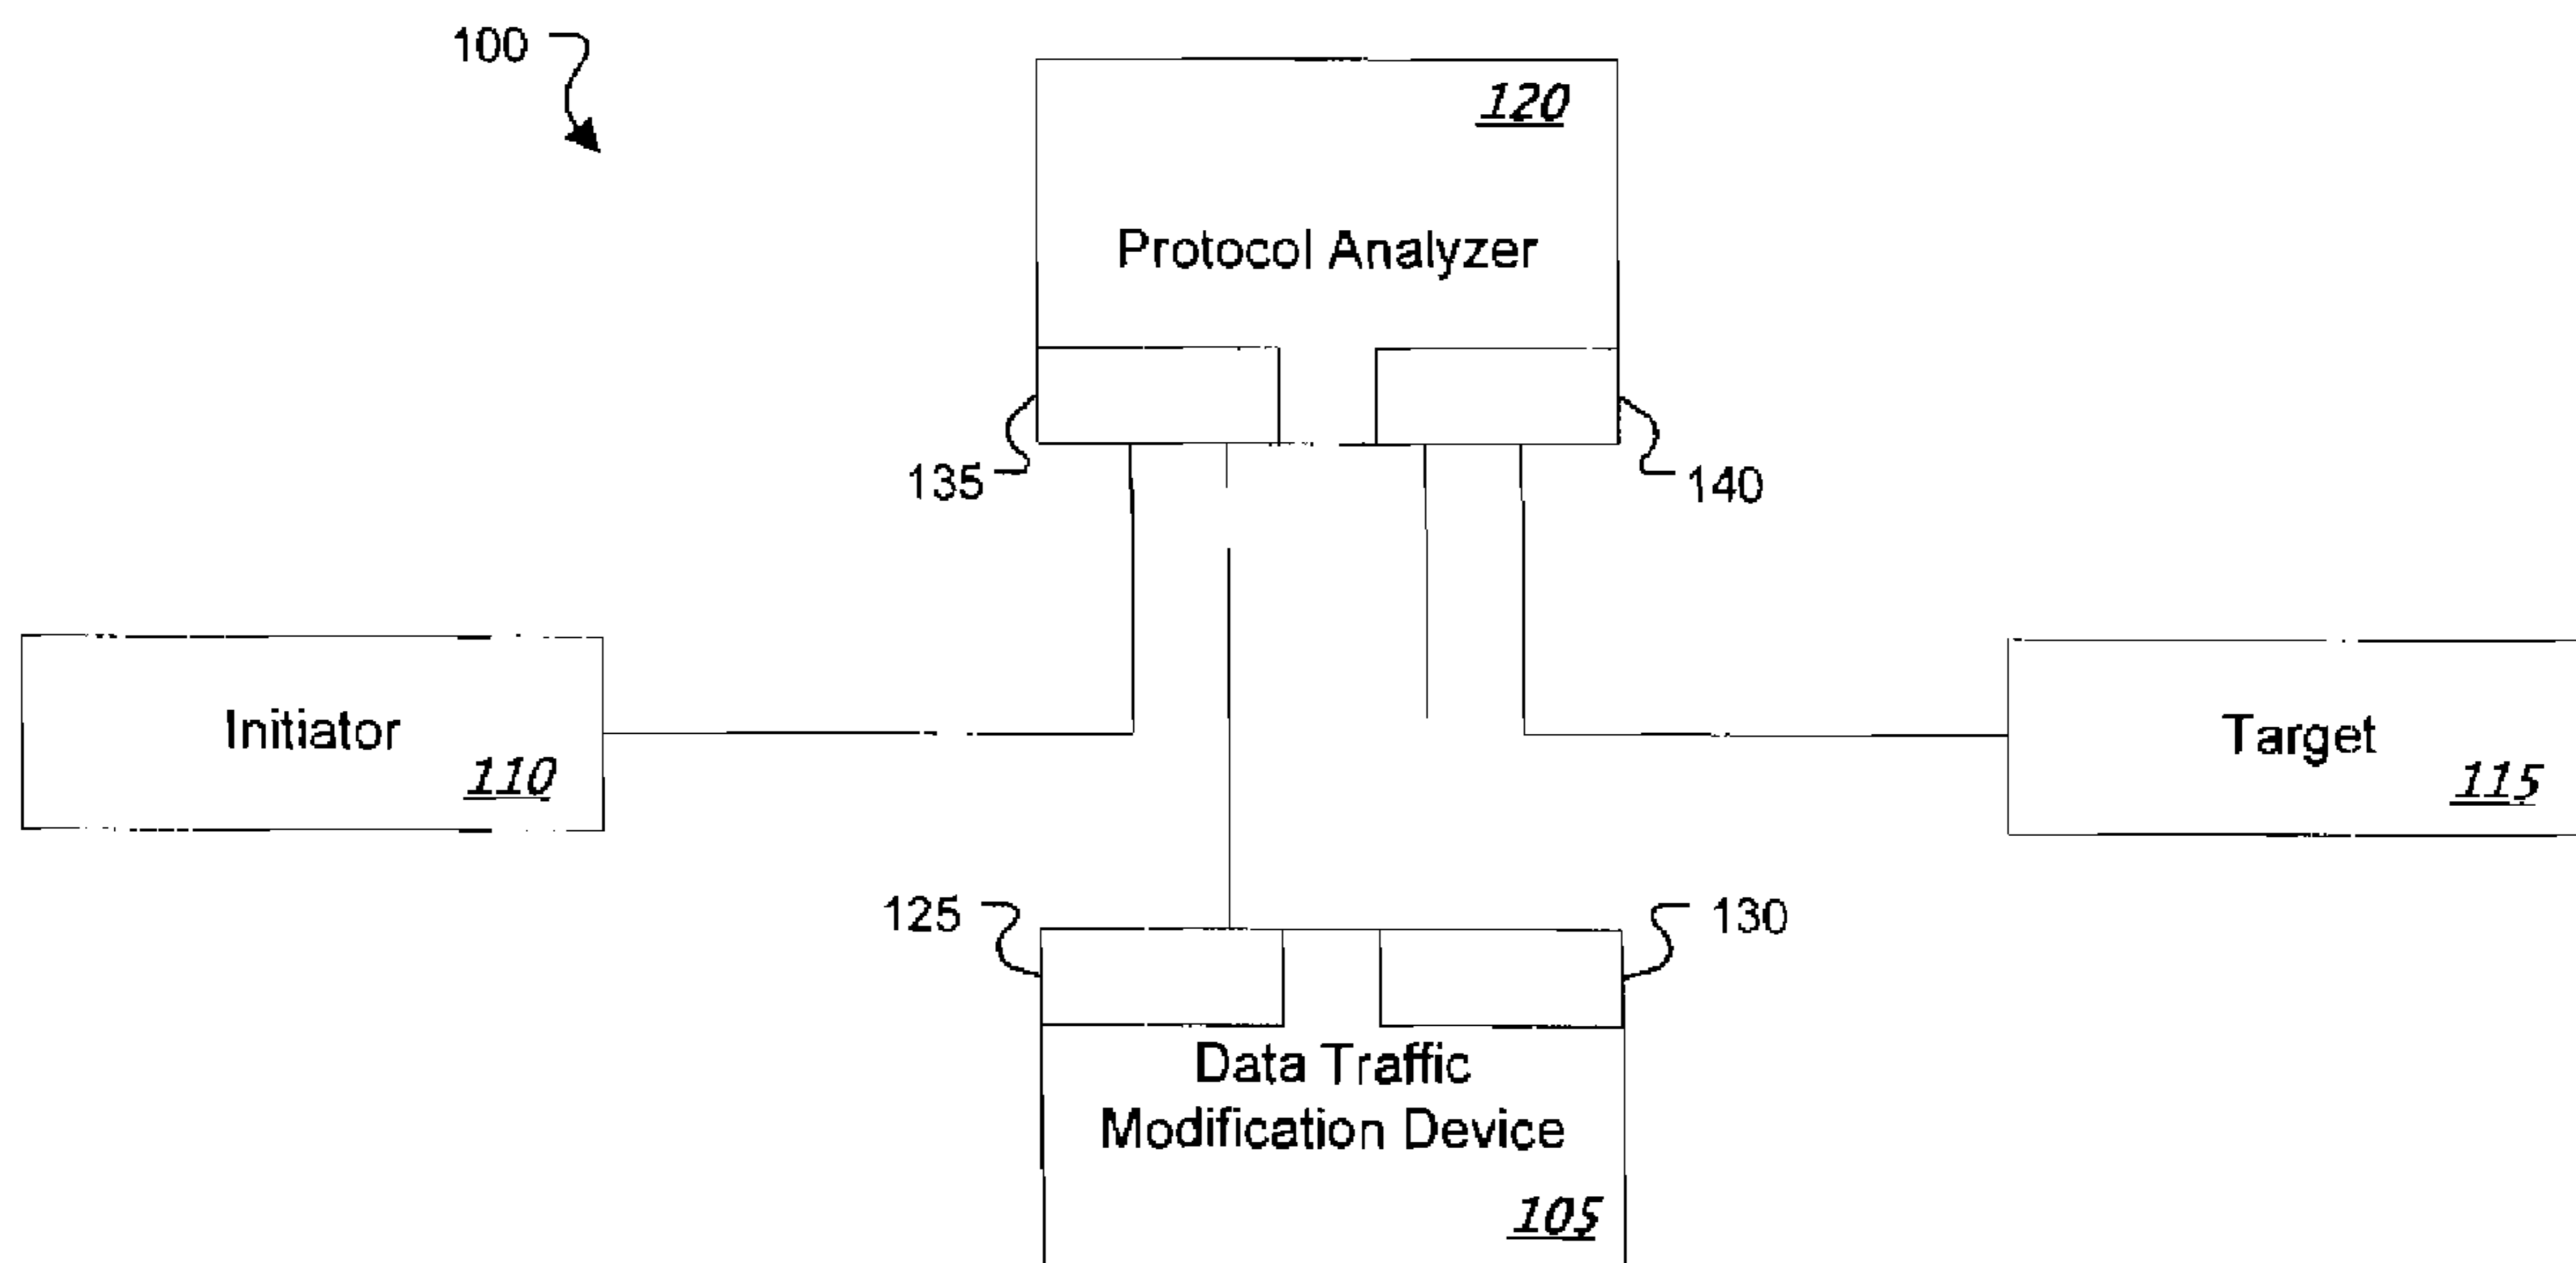 100
120
Protocol Analyzer
135
140
Initiator
110
Target
115
125
130
Data Traffic
Modification Device
105